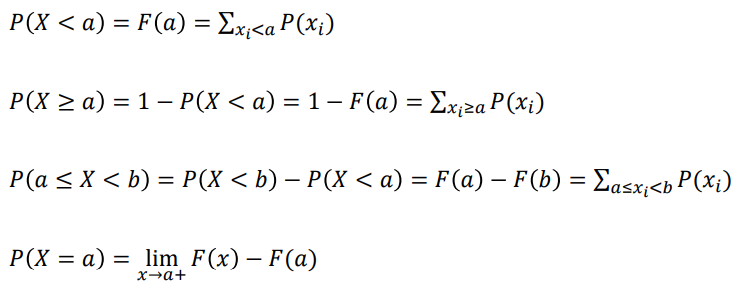 P(X < a) = F(a) = ∑_{x_i<a} P(x_i)
P(X ≥ a) = 1 − P(X < a) = 1 − F(a) = ∑_{x_i≥a} P(x_i)
P(a ≤ X < b) = P(X < b) − P(X < a) = F(a) − F(b) = ∑_{a≤x_i<b} P(x_i)
P(X = a) = lim_{x→a+} F(x) − F(a)